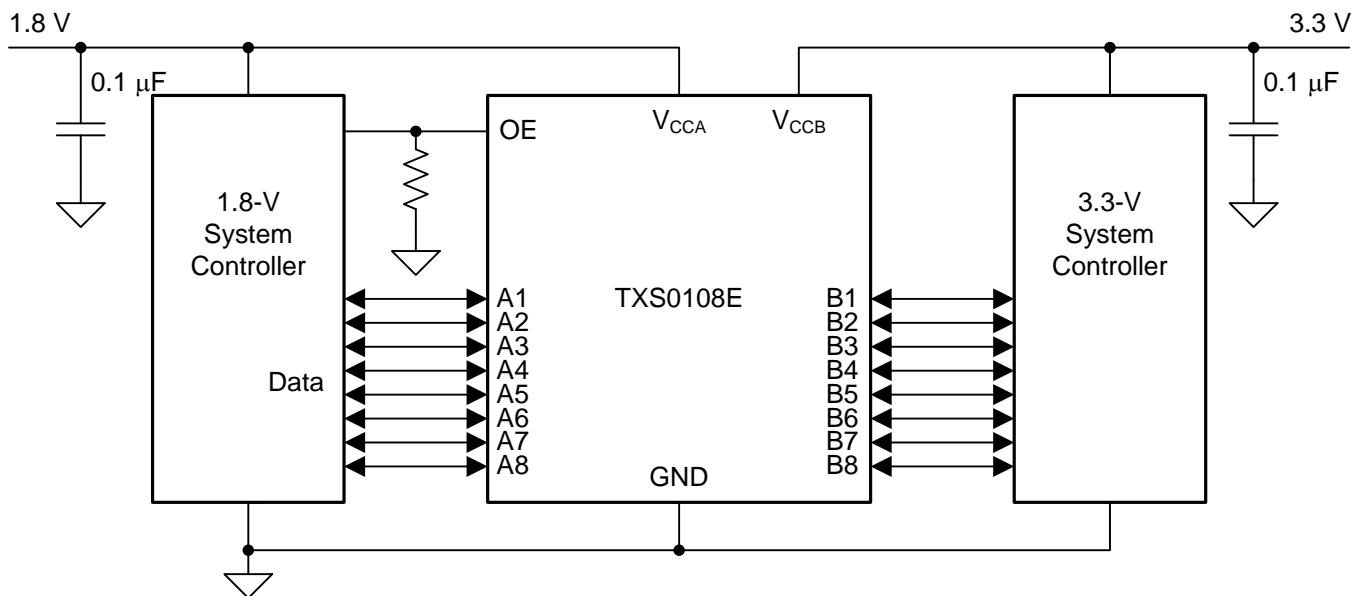 1.8 V
3.3 V
0.1 μF
0.1 μF
OE
VCCA
VCCB
1.8-V
System
Controller
3.3-V
System
Controller
TXS0108E
A1
A2
A3
A4
A5
A6
A7
A8
Data
B1
B2
B3
B4
B5
B6
B7
B8
GND